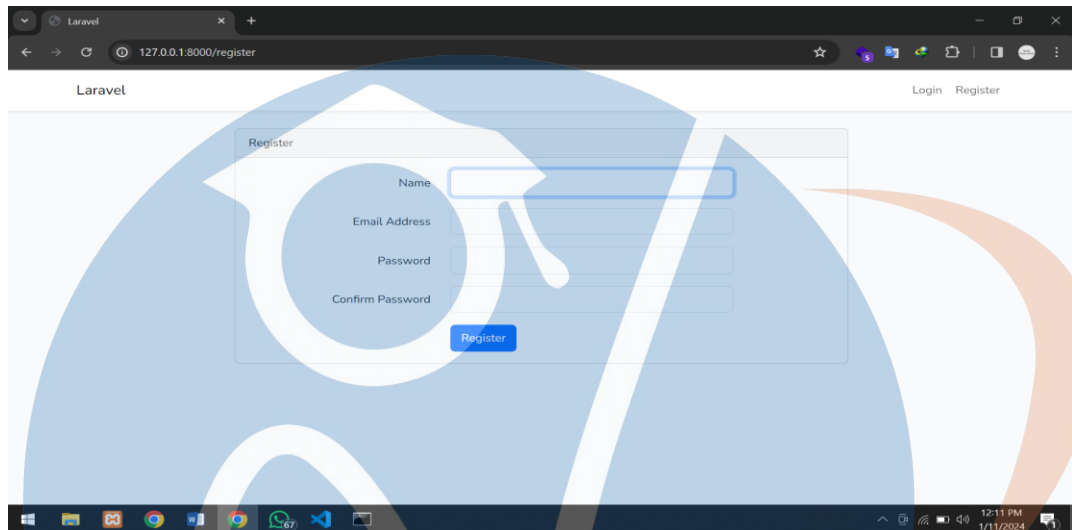 Laravel
127.0.0.1:8000/register
Laravel
Login Register
Register
Name
Email Address
Password
Confirm Password
Register
67
12:11 PM
1/11/2024